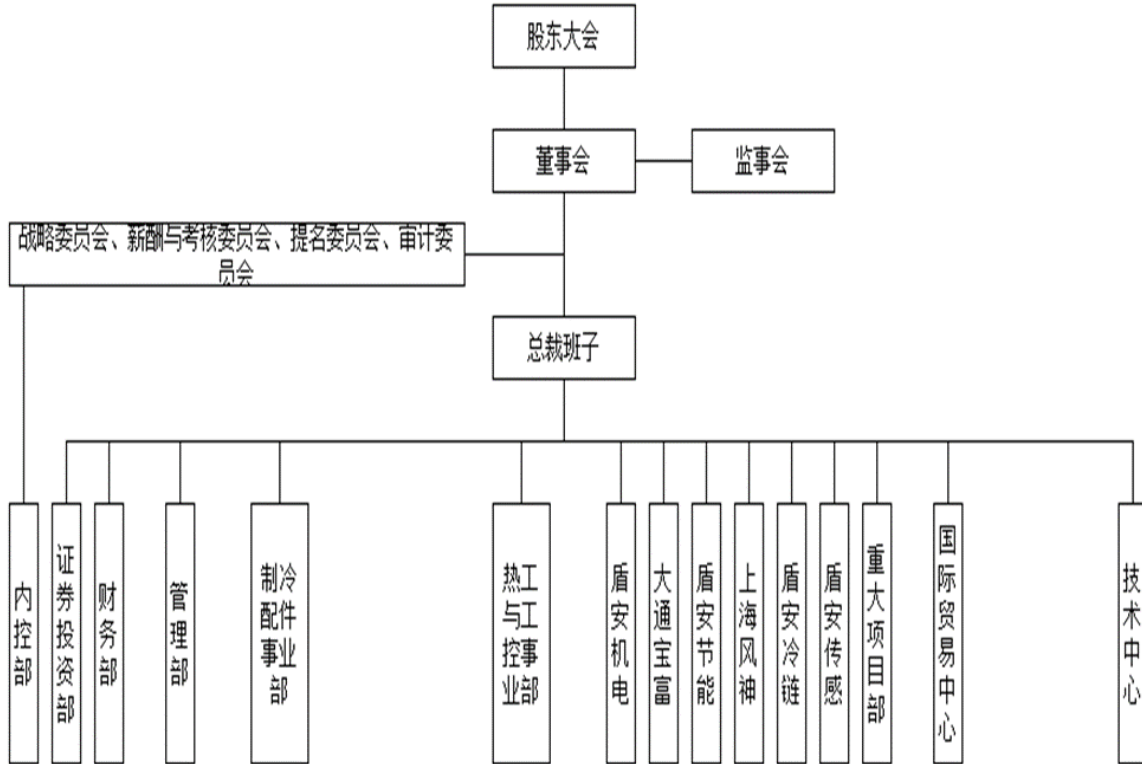 股东大会
董事会
监事会
战略委员会、薪酬与考核委员会、提名委员会、审计委
员会
总裁班子
内控部
证券投资部
财务部
管理部
制冷配件事业部
热工与工控事业部
盾安机电
大通宝富
盾安节能
上海风神
盾安冷链
盾安传感
重大项目部
国际贸易中心
技术中心